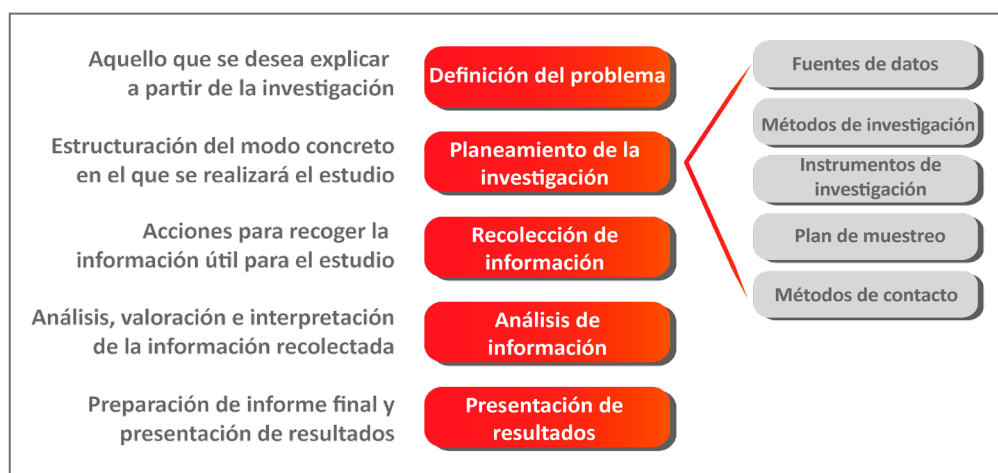 Aquello que se desea explicar
a partir de la investigación
Definición del problema
Estructuración del modo concreto
en el que se realizará el estudio
Planeamiento de la
investigación
Acciones para recoger la
información útil para el estudio
Recolección de
información
Análisis, valoración e interpretación
de la información recolectada
Análisis de
información
Preparación de informe final y
presentación de resultados
Presentación de
resultados
Fuentes de datos
Métodos de investigación
Instrumentos de
investigación
Plan de muestreo
Métodos de contacto